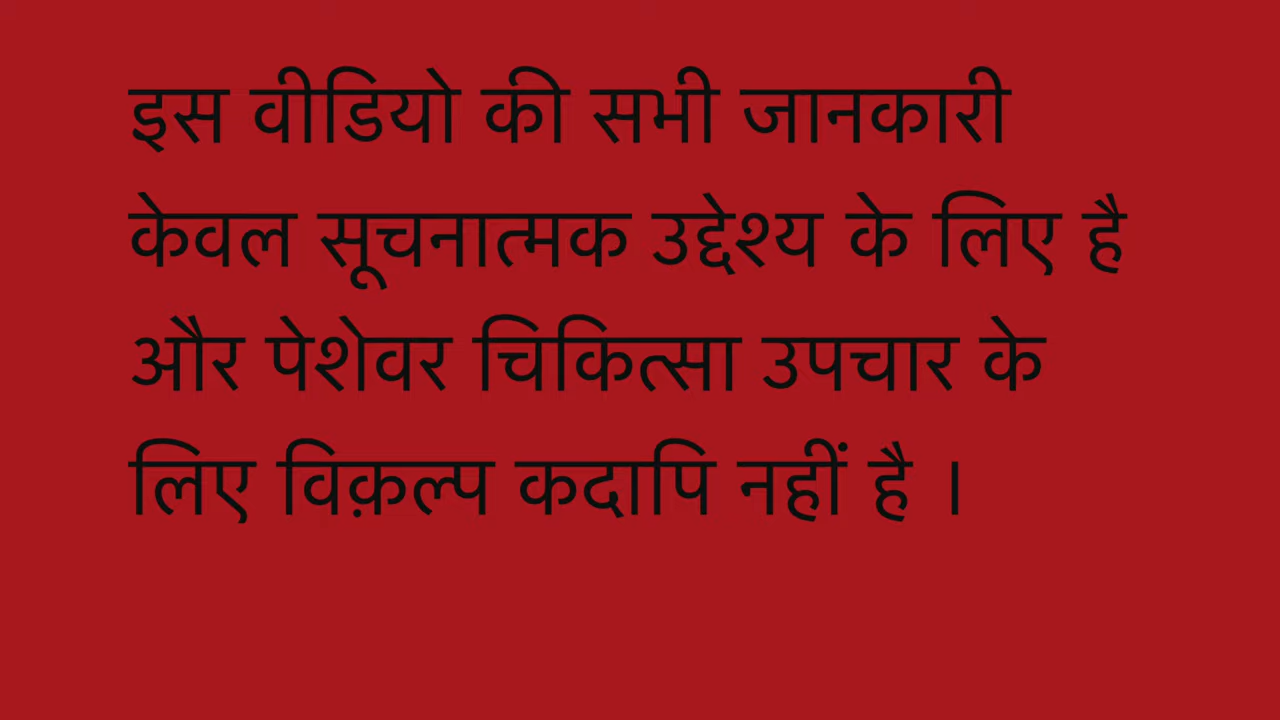 इस वीडियो की सभी जानकारी
केवल सूचनात्मक उद्देश्य के लिए है
और पेशेवर चिकित्सा उपचार के
लिए विक़ल्प कदापि नहीं है ।